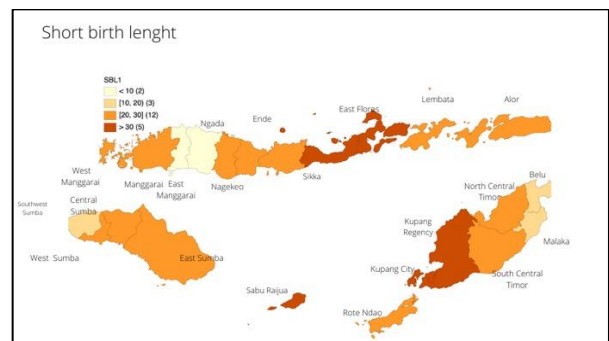 Short birth lenght
SBL1
< 10 (2)
[10, 20) (3)
[20, 30] (12)
> 30 (5)
Ngada
Ende
East Flores
Lembata
Alor
West
Manggarai
Manggarai
East
Manggarai
Nagekeo
Sikka
Southwest
Sumba
Central
Sumba
West Sumba
East Sumba
Sabu Raijua
Rote Ndao
Kupang City
Kupang
Regency
North Central
Timor
Belu
Malaka
South Central
Timor